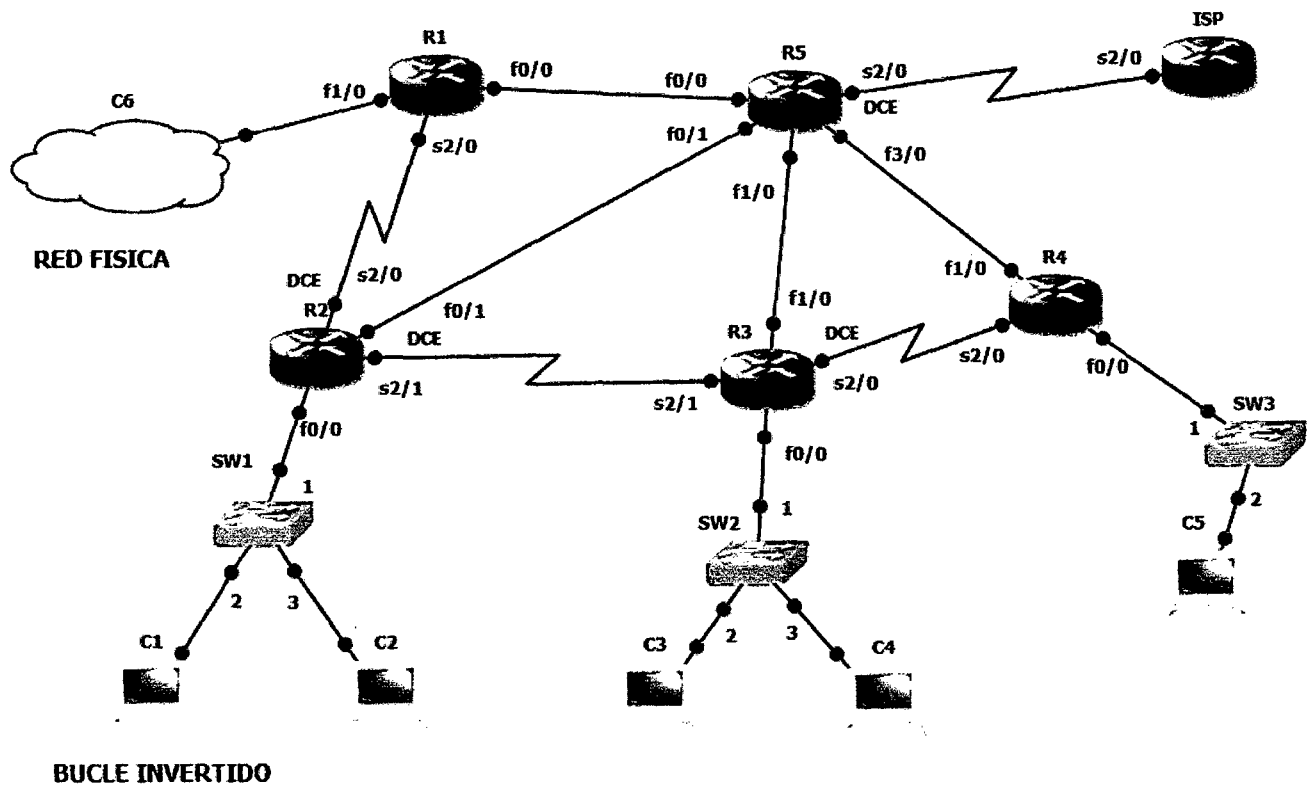 ISP
R1
R5
f0/0
f0/0
s2/0
s2/0
C6
f1/0
DCE
s2/0
f0/1
f3/0
f1/0
RED FISICA
DCE
s2/0
R2
f0/1
f1/0
R4
f1/0
DCE
R3
DCE
s2/1
s2/1
s2/0
s2/0
f0/0
f0/0
SW1
1
f0/0
1
SW3
SW2
1
2
C5
2
3
2
3
C1
C2
C3
C4
BUCLE INVERTIDO